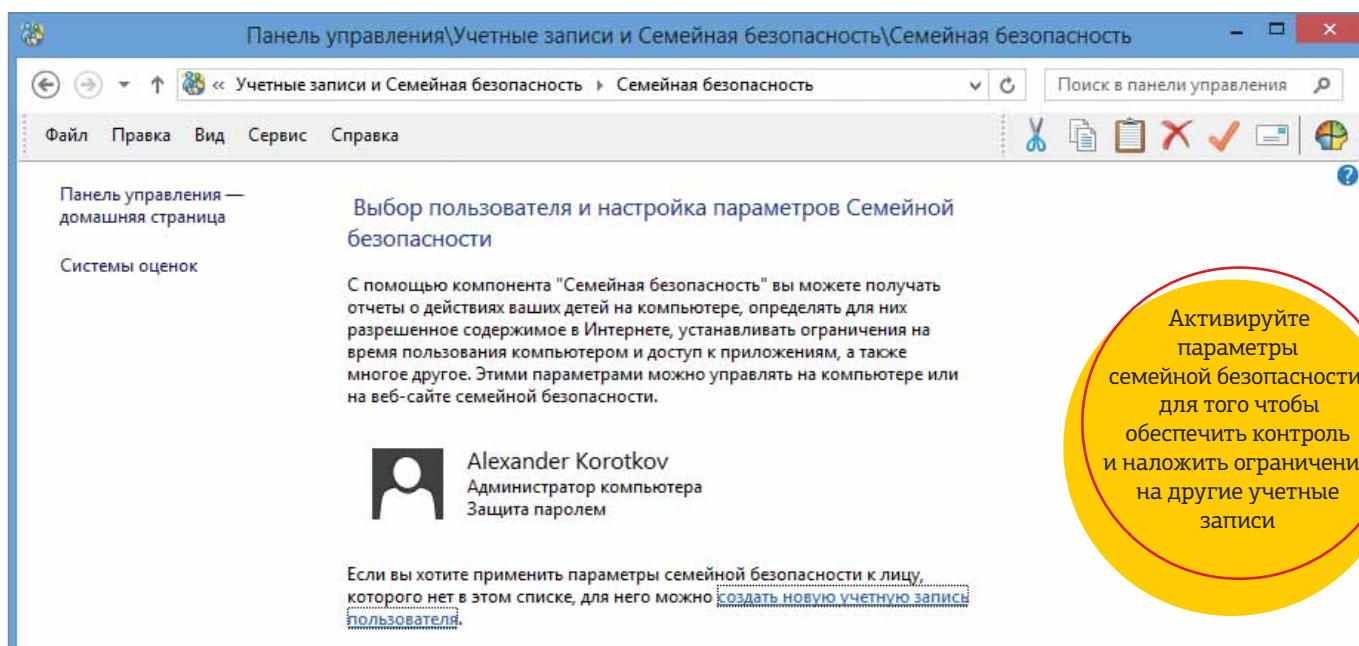 Панель управления\Учетные записи и Семейная безопасность\Семейная безопасность
« Учетные записи и Семейная безопасность Семейная безопасность
Поиск в панели управления
Файл Правка Вид Сервис Справка
Панель управления —
домашняя страница
Системы оценок
Выбор пользователя и настройка параметров Семейной
безопасности
С помощью компонента "Семейная безопасность" вы можете получать
отчеты о действиях ваших детей на компьютере, определять для них
разрешенное содержимое в Интернете, устанавливать ограничения на
время пользования компьютером и доступ к приложениям, а также
многое другое. Этими параметрами можно управлять на компьютере или
на веб-сайте семейной безопасности.
Alexander Korotkov
Администратор компьютера
Защита паролем
Если вы хотите применить параметры семейной безопасности к лицу,
которого нет в этом списке, для него можно создать новую учетную запись
пользователя.
Активируйте
параметры
семейной безопасности
для того чтобы
обеспечить контроль
и наложить ограничени
на другие учетные
записи